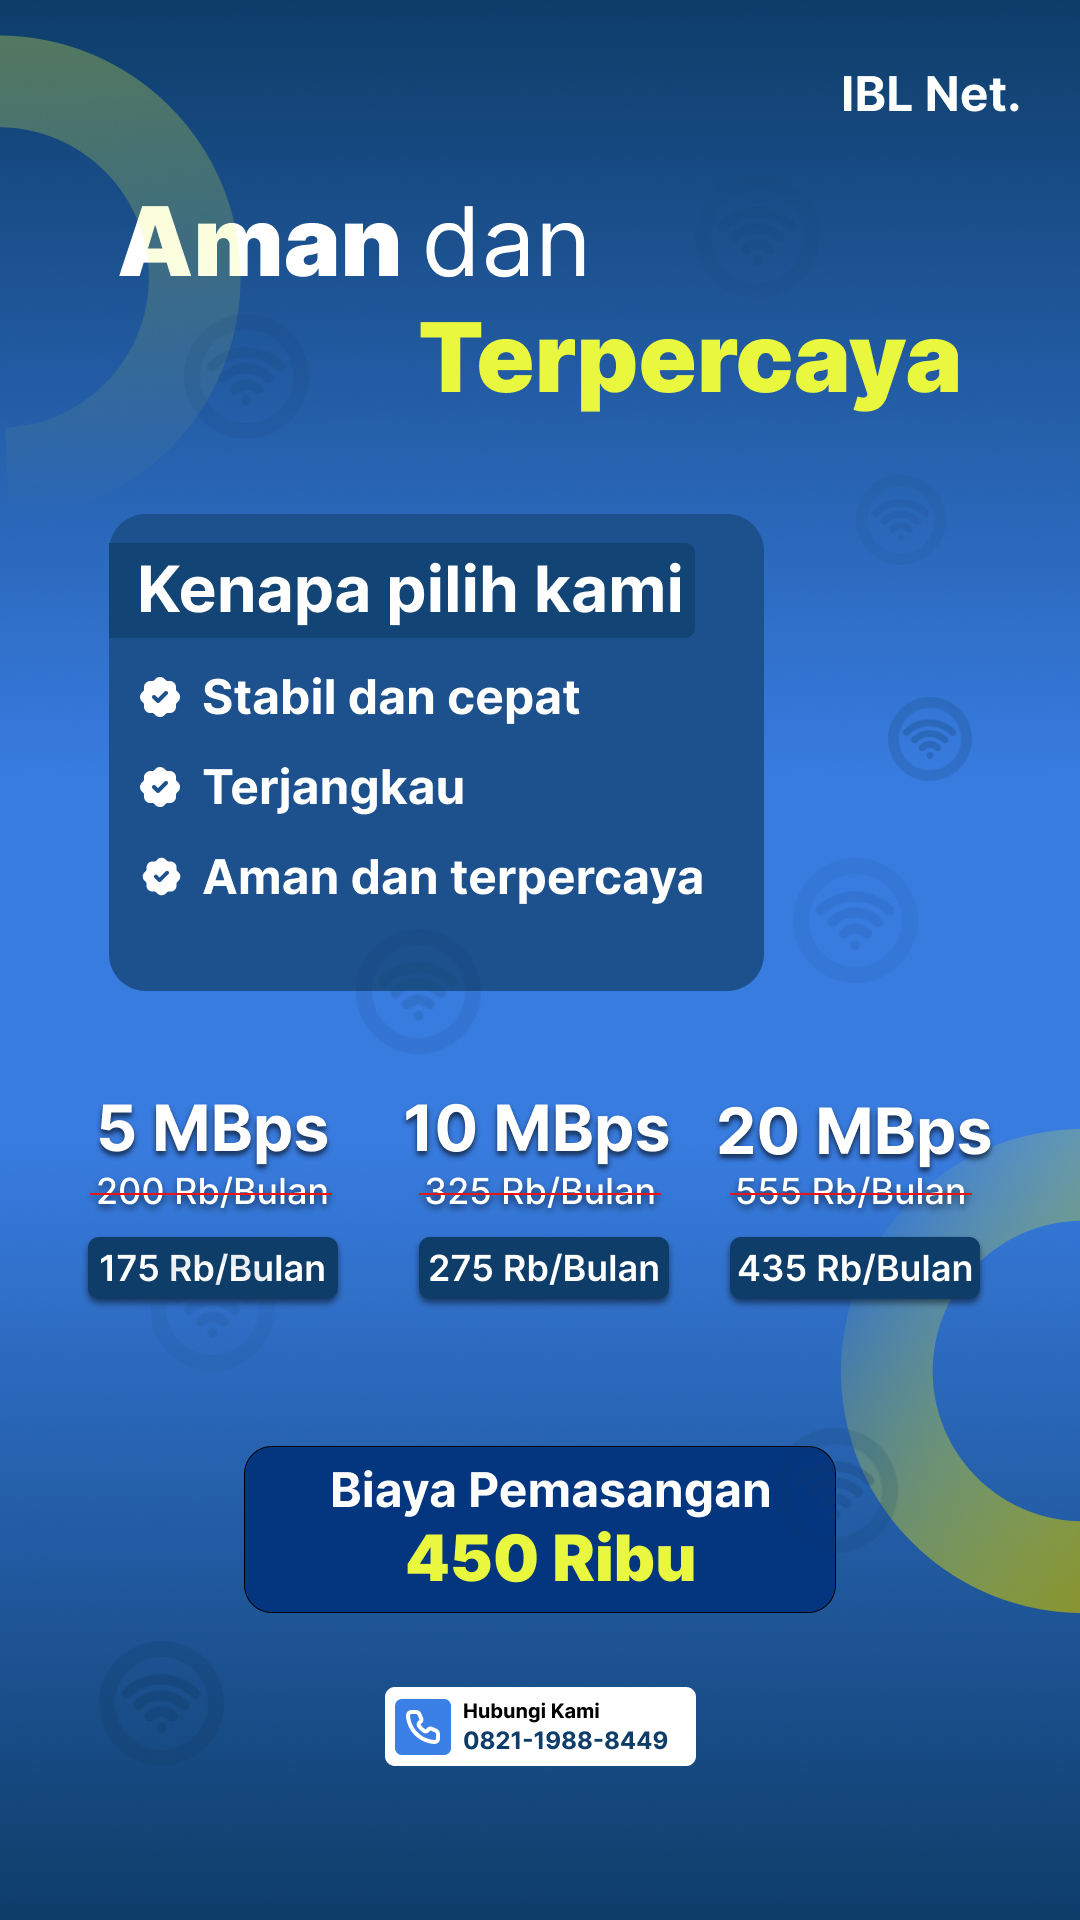 IBL Net.
Aman dan
Terpercaya
Kenapa pilih kami
Stabil dan cepat
Terjangkau
Aman dan terpercaya
5 MBps
200 Rb/Bulan
175 Rb/Bulan
10 MBps
325 Rb/Bulan
275 Rb/Bulan
20 MBps
555 Rb/Bulan
435 Rb/Bulan
Biaya Pemasangan
450 Ribu
Hubungi Kami
0821-1988-8449